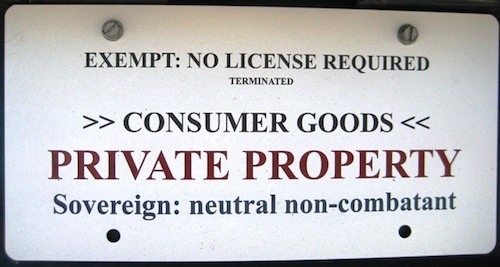 EXEMPT: NO LICENSE REQUIRED
TERMINATED
>> CONSUMER GOODS <<
PRIVATE PROPERTY
Sovereign: neutral non-combatant